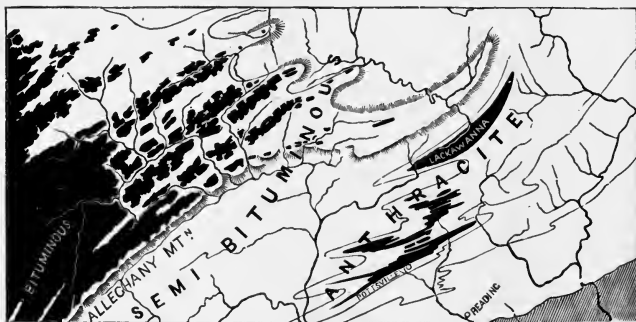 BITUMINOUS
ALLEGHANY MTN
SEMI BITUMINOUS
ANTHRACITE
LACKAWANNA
POTTSVILLE
READING